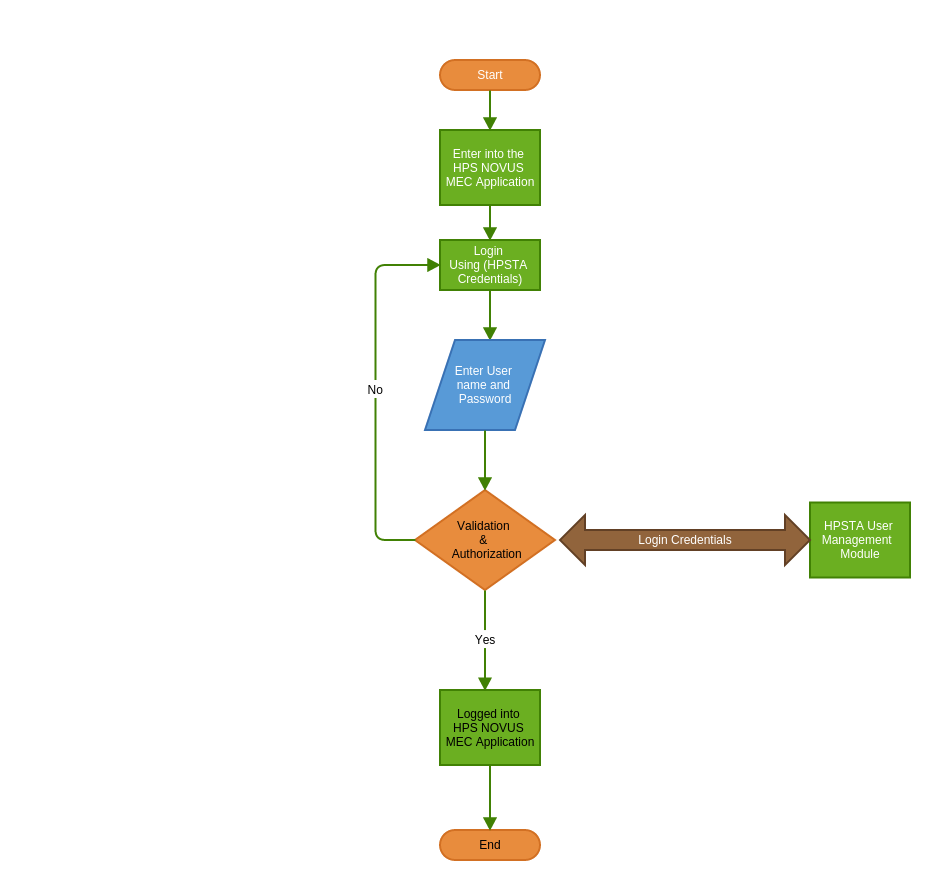 Start
Enter into the
HPS NOVUS
MEC Application
Login
Using (HPSTA
Credentials)
Enter User
name and
Password
No
Validation
&
Authorization
Login Credentials
HPSTA User
Management
Module
Yes
Logged into
HPS NOVUS
MEC Application
End